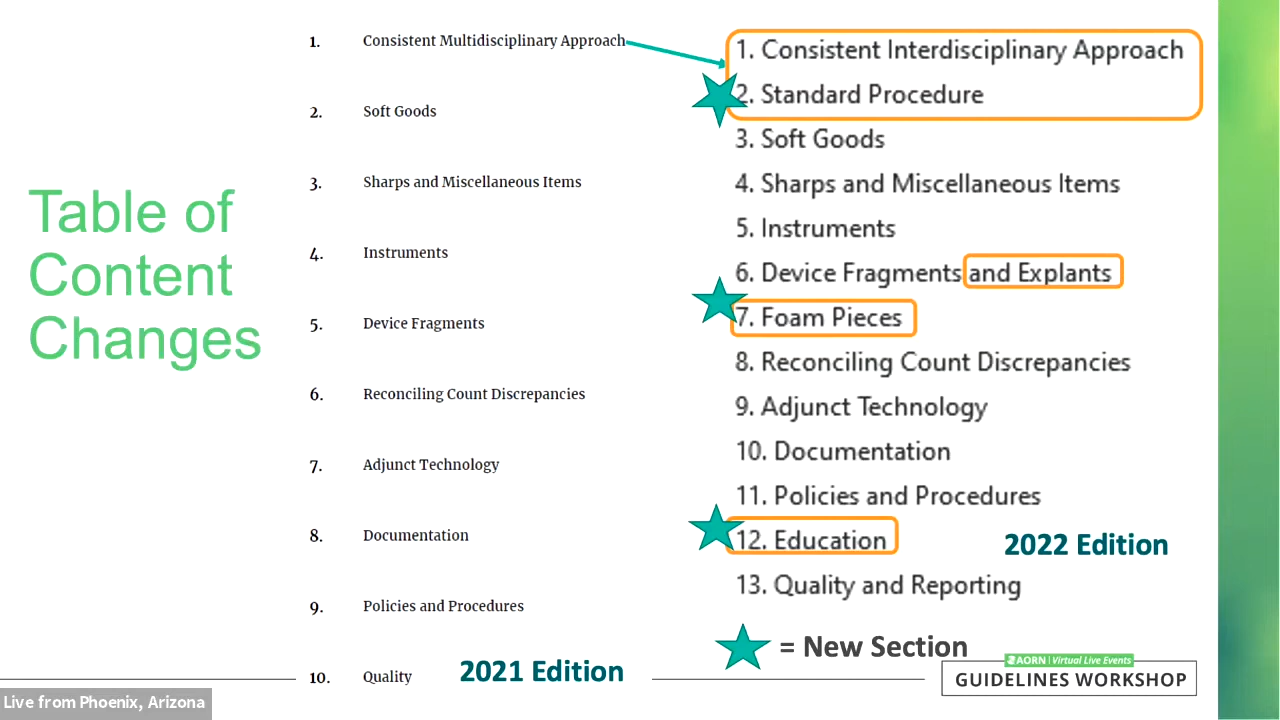 Table of
Content
Changes
1. Consistent Multidisciplinary Approach
2. Soft Goods
3. Sharps and Miscellaneous Items
4. Instruments
5. Device Fragments
6. Reconciling Count Discrepancies
7. Adjunct Technology
8. Documentation
9. Policies and Procedures
10. Quality
2021 Edition
1. Consistent Interdisciplinary Approach
2. Standard Procedure
3. Soft Goods
4. Sharps and Miscellaneous Items
5. Instruments
6. Device Fragments and Explants
7. Foam Pieces
8. Reconciling Count Discrepancies
9. Adjunct Technology
10. Documentation
11. Policies and Procedures
12. Education
13. Quality and Reporting
2022 Edition
= New Section
AORN | Virtual Live Events
GUIDELINES WORKSHOP
Live from Phoenix, Arizona